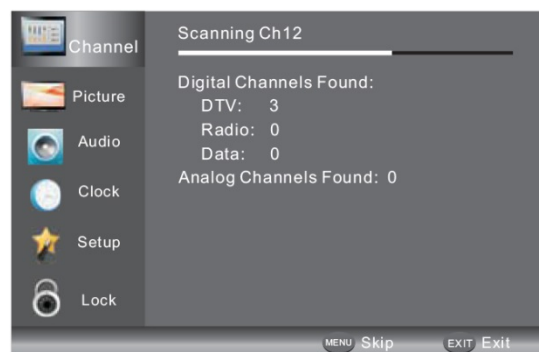 Channel
Picture
Audio
Clock
Setup
Lock
Scanning Ch12
Digital Channels Found:
DTV: 3
Radio: 0
Data: 0
Analog Channels Found: 0
MENU Skip EXIT Exit